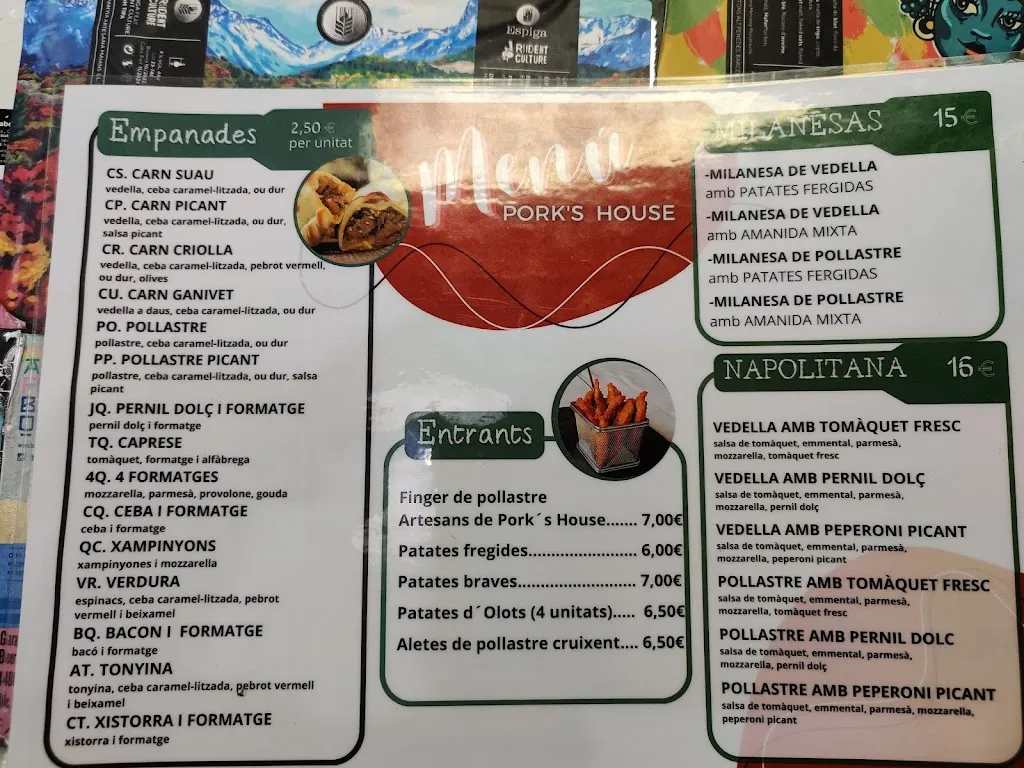 Espiga
RUDENT
CULTURE
Empanades
2,50 €
per unitat
CS. CARN SUAU
vedella, ceba caramel-litzada, ou dur
CP. CARN PICANT
vedella, ceba caramel-litzada, ou dur,
salsa picant
CR. CARN CRIOLLA
vedella, ceba caramel-litzada, pebrot vermell,
ou dur, olives
CU. CARN GANIVET
vedella a daus, ceba caramel-litzada, ou dur
PO. POLLASTRE
pollastre, ceba caramel-litzada, ou dur
PP. POLLASTRE PICANT
pollastre, ceba caramel-litzada, ou dur, salsa
picant
JQ. PERNIL DOLÇ I FORMATGE
pernil dolç i formatge
TQ. CAPRESE
tomàquet, formatge i alfàbrega
4Q. 4 FORMATGES
mozzarella, parmesà, provolone, gouda
CQ. CEBA I FORMATGE
ceba i formatge
QC. XAMPINYONS
xampinyones i mozzarella
VR. VERDURA
espinacs, ceba caramel-litzada, pebrot
vermell i beixamel
BQ. BACON I FORMATGE
bacó i formatge
AT. TONYINA
tonyina, ceba caramel-litzada, pebrot vermell
i beixamel
CT. XISTORRA I FORMATGE
xistorra i formatge
Menú
PORK'S HOUSE
Entrants
Finger de pollastre
Artesans de Pork´s House....... 7,00€
Patates fregides...................... 6,00€
Patates braves........................ 7,00€
Patates d´Olots (4 unitats)..... 6,50€
Aletes de pollastre cruixent.... 6,50€
MILANESAS 15€
-MILANESA DE VEDELLA
amb PATATES FERGIDAS
-MILANESA DE VEDELLA
amb AMANIDA MIXTA
-MILANESA DE POLLASTRE
amb PATATES FERGIDAS
-MILANESA DE POLLASTRE
amb AMANIDA MIXTA
NAPOLITANA 16€
VEDELLA AMB TOMÀQUET FRESC
salsa de tomàquet, emmental, parmesà,
mozzarella, tomàquet fresc
VEDELLA AMB PERNIL DOLÇ
salsa de tomàquet, emmental, parmesà,
mozzarella, pernil dolç
VEDELLA AMB PEPERONI PICANT
salsa de tomàquet, emmental, parmesà,
mozzarella, peperoni picant
POLLASTRE AMB TOMÀQUET FRESC
salsa de tomàquet, emmental, parmesà,
mozzarella, tomàquet fresc
POLLASTRE AMB PERNIL DOLC
salsa de tomàquet, emmental, parmesà,
mozzarella, pernil dolç
POLLASTRE AMB PEPERONI PICANT
salsa de tomàquet, emmental, parmesà, mozzarella,
peperoni picant